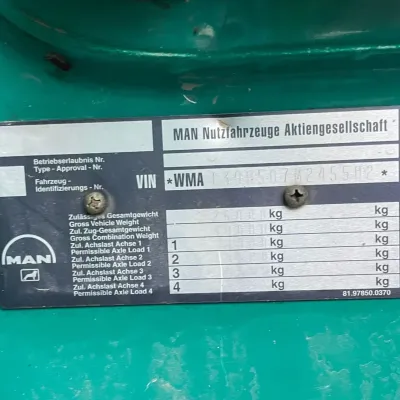 MAN Nutzfahrzeuge Aktiengesellschaft
Betriebserlaubnis Nr.
Type - Approval - Nr.
Fahrzeug -
Identifizierungs - Nr.
VIN
*WMA
Zulässiges Gesamtgewicht kg kg
Gross Vehicle Weight
Zul. Zug-Gesamtgewicht kg kg
Gross Combination Weight
Zul. Achslast Achse 1 1 kg kg
Permissible Axle Load 1
Zul. Achslast Achse 2 2 kg kg
Permissible Axle Load 2
Zul. Achslast Achse 3 3 kg kg
Permissible Axle Load 3
Zul. Achslast Achse 4 4 kg kg
Permissible Axle Load 4
MAN
81.97850.0370